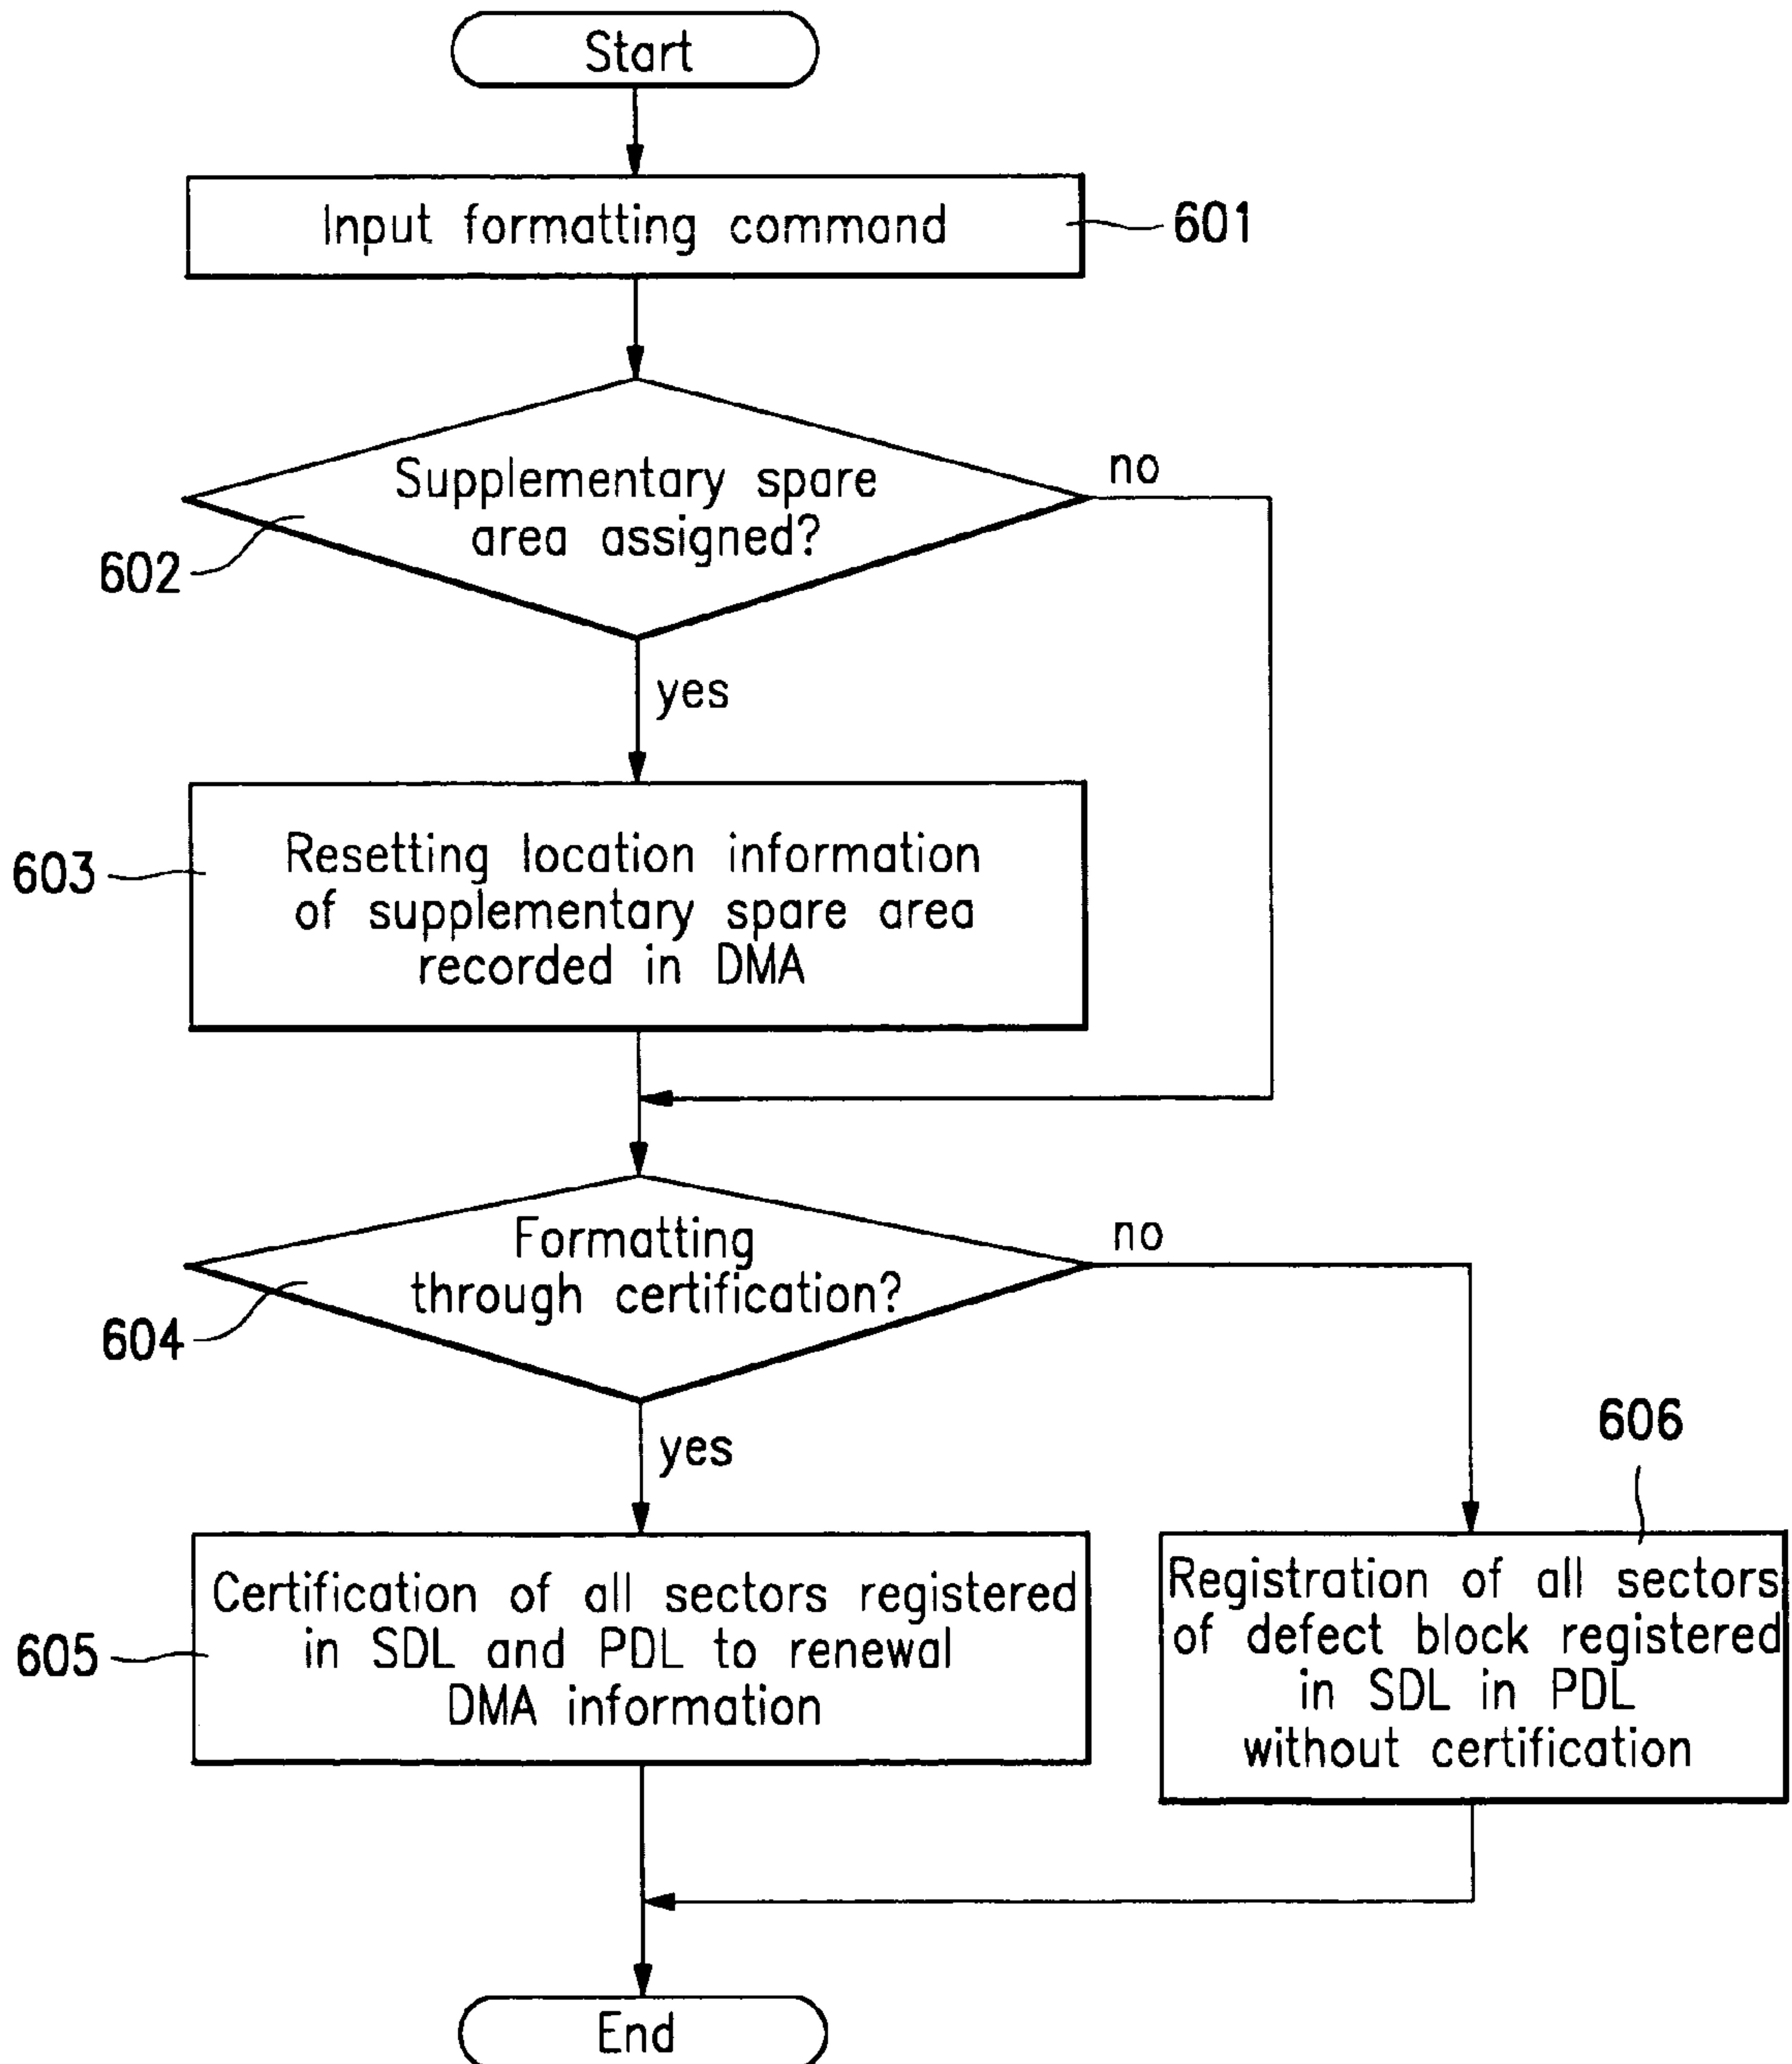 Start
Input formatting command
601
Supplementary spare
area assigned?
no
602
yes
Resetting location information
of supplementary spare area
recorded in DMA
603
Formatting
through certification?
no
604
yes
606
Certification of all sectors registered
in SDL and PDL to renewal
DMA information
605
Registration of all sectors
of defect block registered
in SDL in PDL
without certification
End